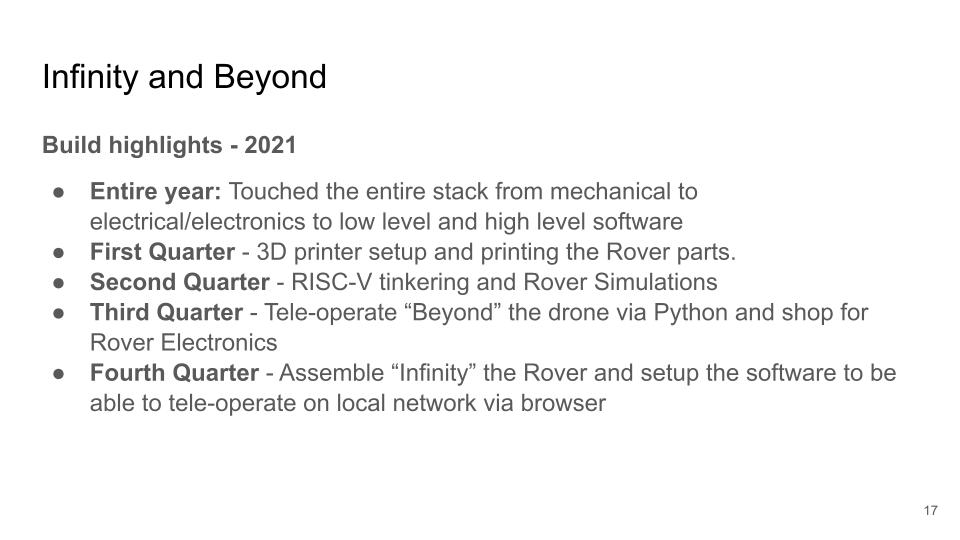 Infinity and Beyond
Build highlights - 2021
● Entire year: Touched the entire stack from mechanical to
electrical/electronics to low level and high level software
● First Quarter - 3D printer setup and printing the Rover parts.
● Second Quarter - RISC-V tinkering and Rover Simulations
● Third Quarter - Tele-operate “Beyond” the drone via Python and shop for
Rover Electronics
● Fourth Quarter - Assemble “Infinity” the Rover and setup the software to be
able to tele-operate on local network via browser
17